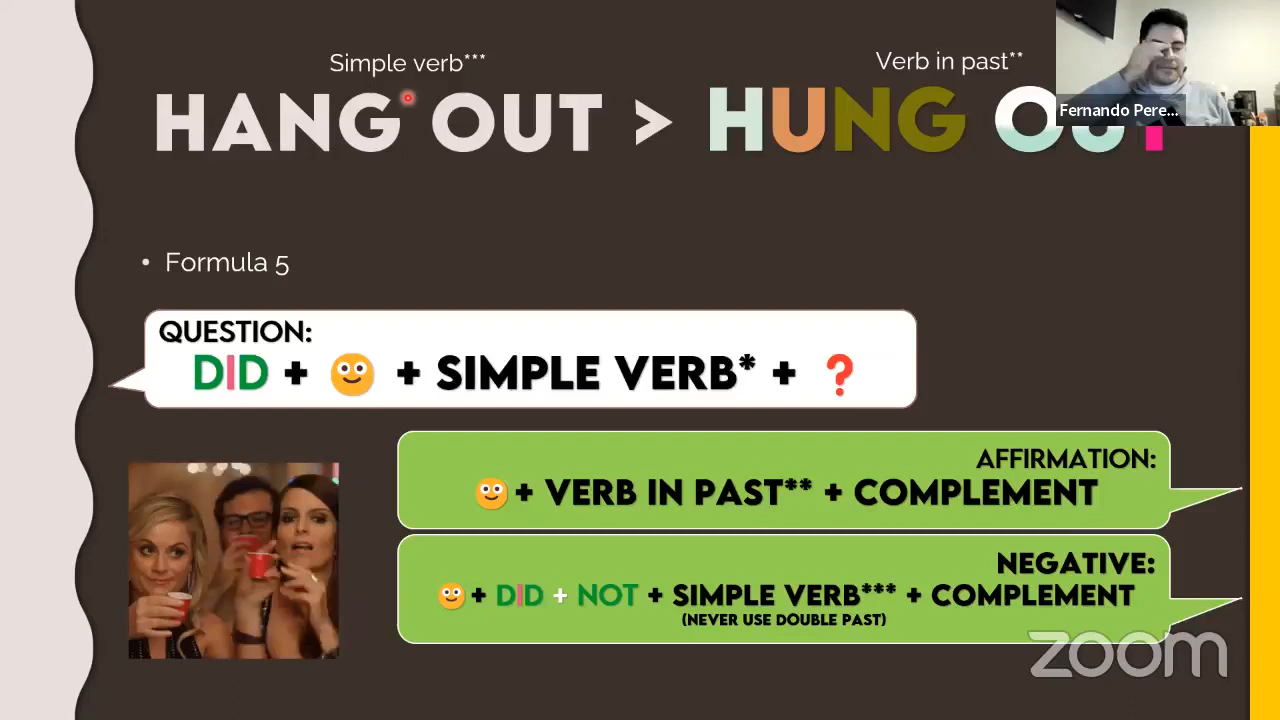 Simple verb***
Verb in past**
HANG OUT > HUNG OUT
Fernando Pere...
• Formula 5
QUESTION:
DID + 🙂 + SIMPLE VERB* + ❓
AFFIRMATION:
🙂 + VERB IN PAST** + COMPLEMENT
NEGATIVE:
🙂 + DID + NOT + SIMPLE VERB*** + COMPLEMENT
(NEVER USE DOUBLE PAST)
zoom